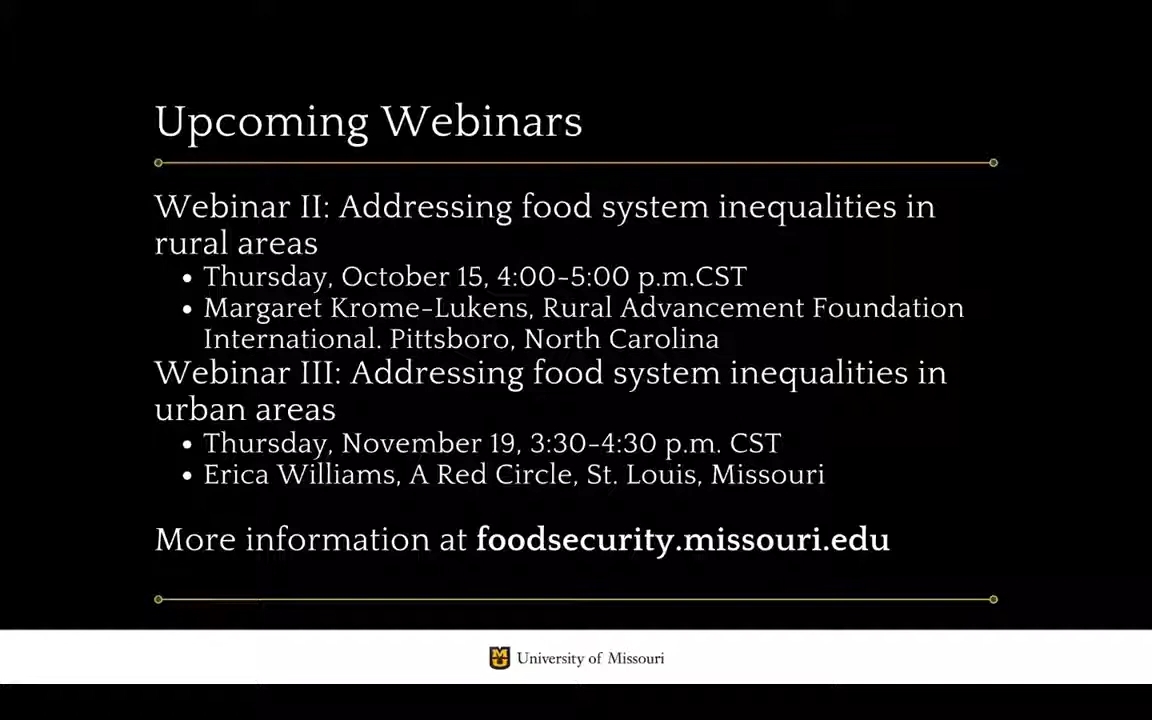 Upcoming Webinars
Webinar II: Addressing food system inequalities in
rural areas
• Thursday, October 15, 4:00-5:00 p.m.CST
• Margaret Krome-Lukens, Rural Advancement Foundation
International. Pittsboro, North Carolina
Webinar III: Addressing food system inequalities in
urban areas
• Thursday, November 19, 3:30-4:30 p.m. CST
• Erica Williams, A Red Circle, St. Louis, Missouri
More information at foodsecurity.missouri.edu
MU University of Missouri